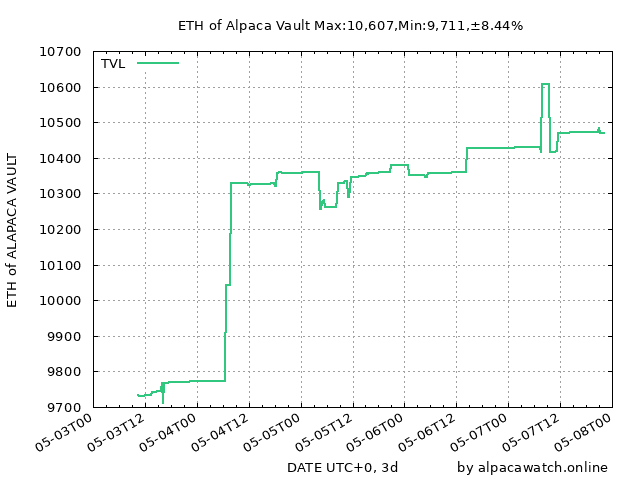 ETH of Alpaca Vault Max:10,607,Min:9,711,±8.44%
TVL
10700
10600
10500
10400
10300
10200
10100
10000
9900
9800
9700
ETH of ALAPACA VAULT
05-03T00
05-03T12
05-04T00
05-04T12
05-05T00
05-05T12
05-06T00
05-06T12
05-07T00
05-07T12
05-08T00
DATE UTC+0, 3d
by alpacawatch.online